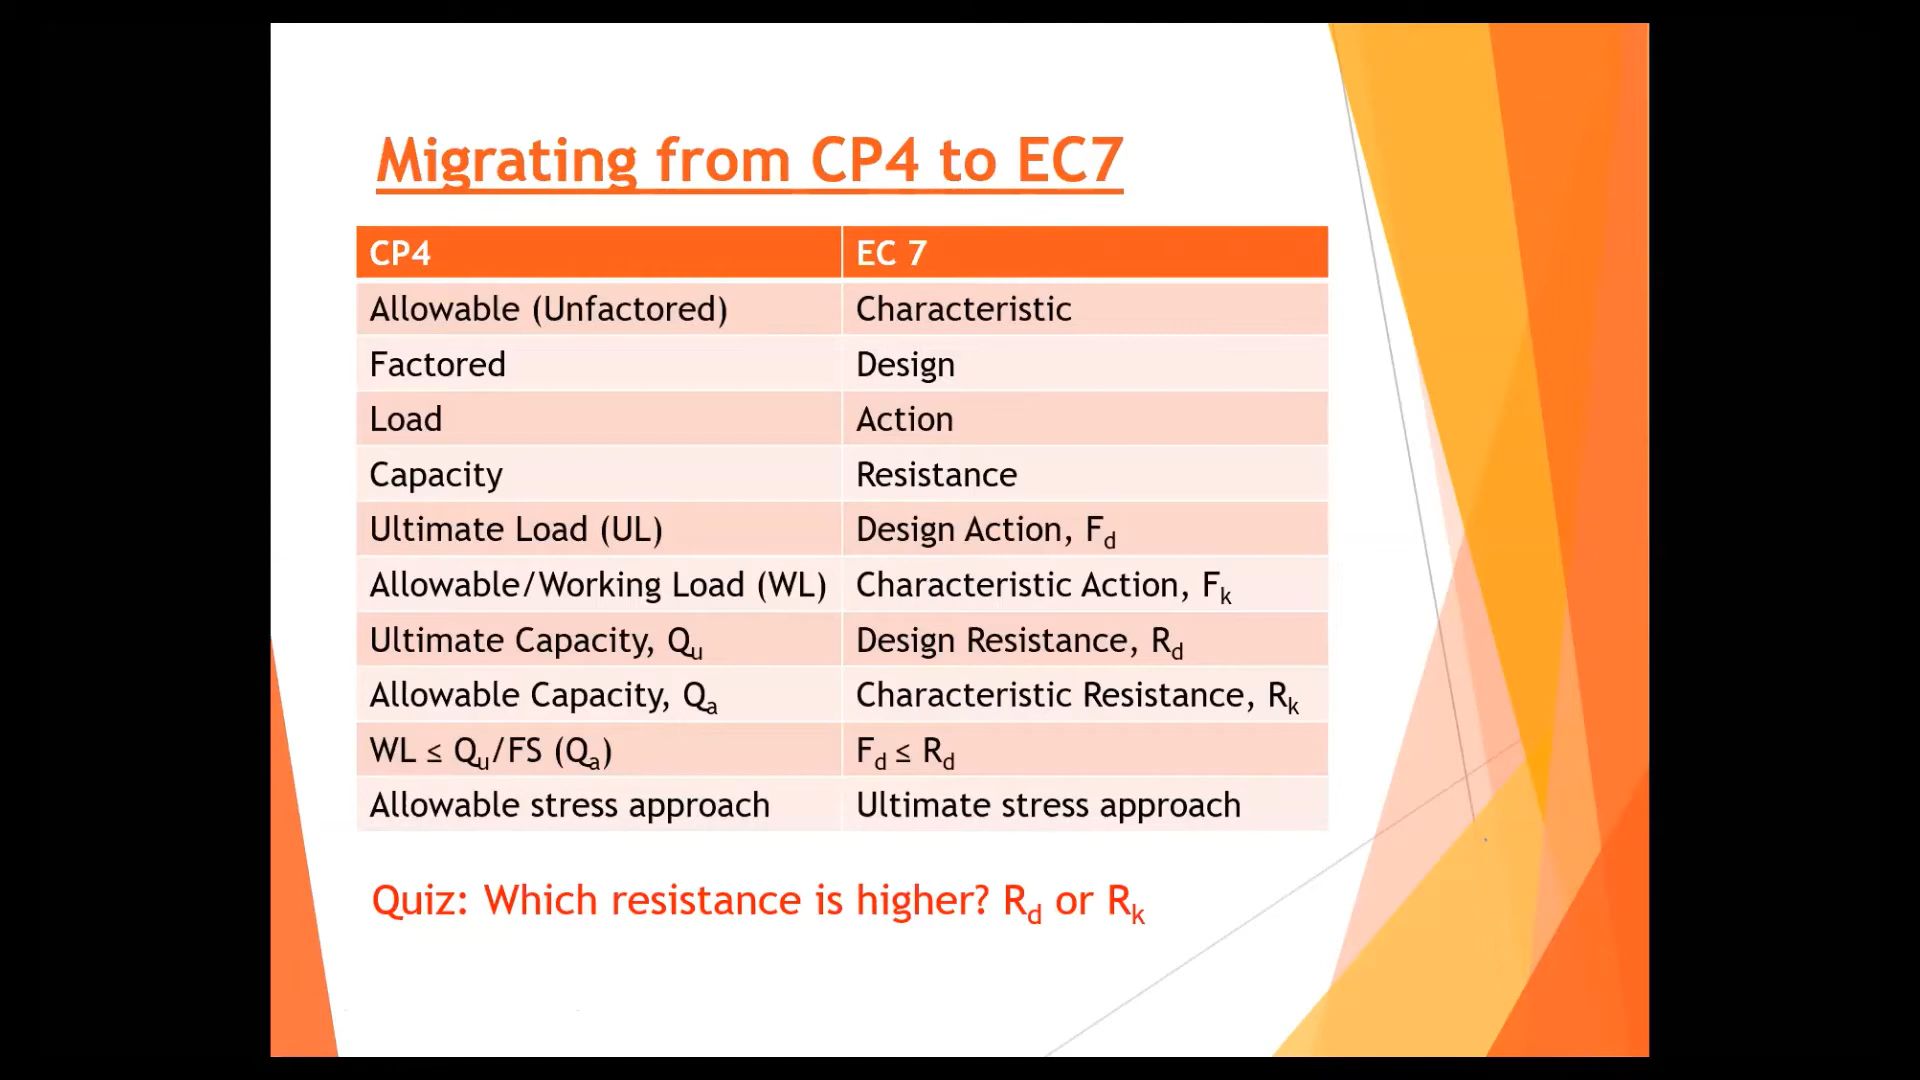 Migrating from CP4 to EC7
CP4 EC 7
Allowable (Unfactored) Characteristic
Factored Design
Load Action
Capacity Resistance
Ultimate Load (UL) Design Action, Fd
Allowable/Working Load (WL) Characteristic Action, Fk
Ultimate Capacity, Qu Design Resistance, Rd
Allowable Capacity, Qa Characteristic Resistance, Rk
WL ≤ Qu/FS (Qa) Fd ≤ Rd
Allowable stress approach Ultimate stress approach
Quiz: Which resistance is higher? Rd or Rk